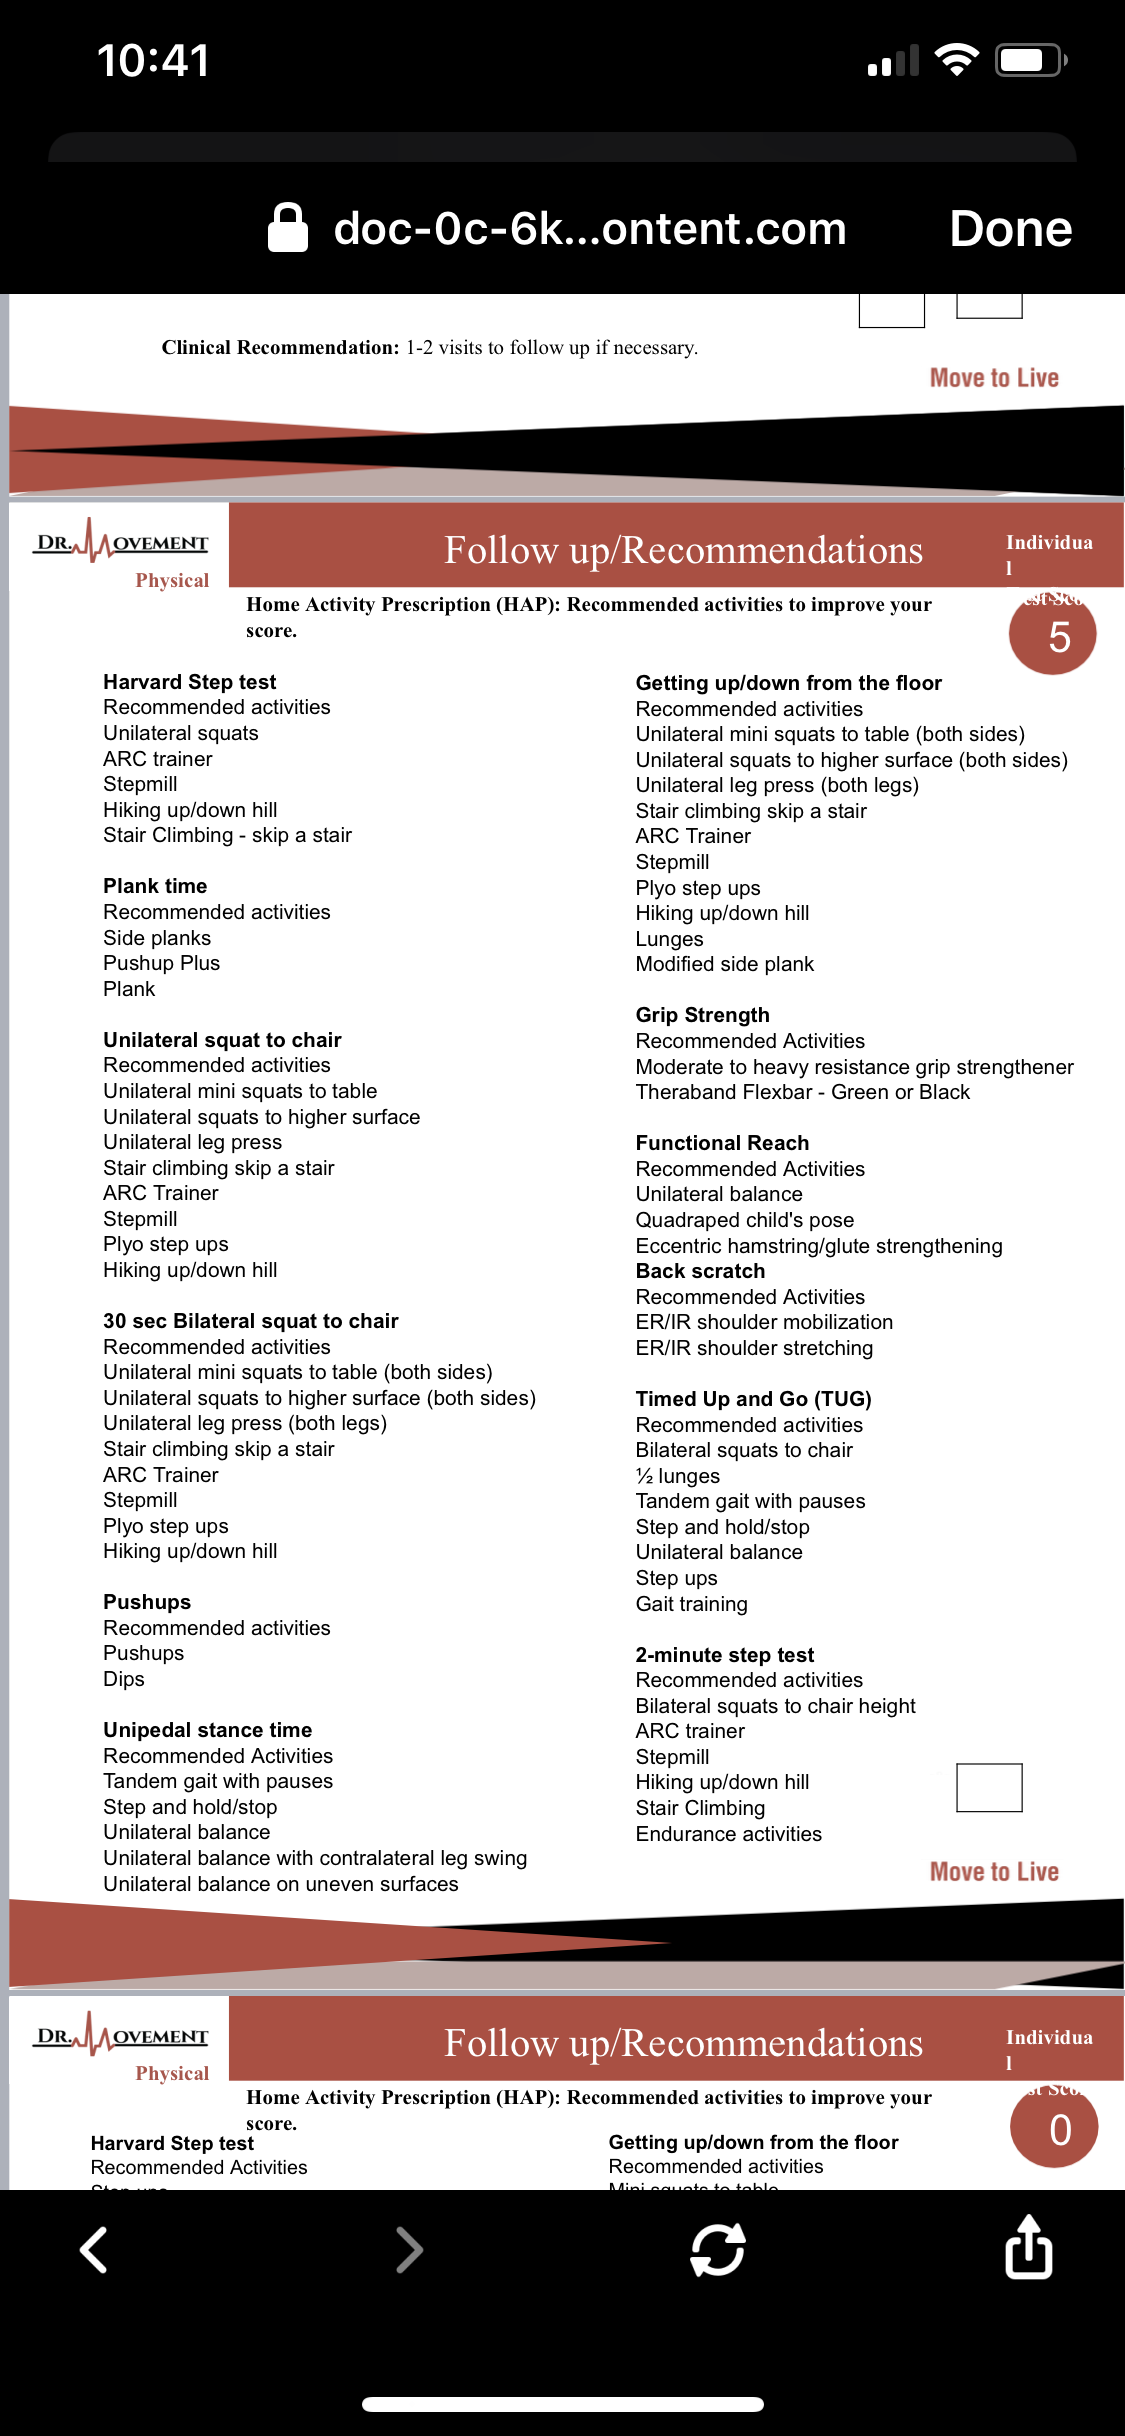 10:41
doc-0c-6k...ontent.com
Done
Clinical Recommendation: 1-2 visits to follow up if necessary.
Move to Live
DR. MOVEMENT
Physical
Follow up/Recommendations
Individua
l
5
Home Activity Prescription (HAP): Recommended activities to improve your
score.
Harvard Step test
Recommended activities
Unilateral squats
ARC trainer
Stepmill
Hiking up/down hill
Stair Climbing - skip a stair
Plank time
Recommended activities
Side planks
Pushup Plus
Plank
Unilateral squat to chair
Recommended activities
Unilateral mini squats to table
Unilateral squats to higher surface
Unilateral leg press
Stair climbing skip a stair
ARC Trainer
Stepmill
Plyo step ups
Hiking up/down hill
30 sec Bilateral squat to chair
Recommended activities
Unilateral mini squats to table (both sides)
Unilateral squats to higher surface (both sides)
Unilateral leg press (both legs)
Stair climbing skip a stair
ARC Trainer
Stepmill
Plyo step ups
Hiking up/down hill
Pushups
Recommended activities
Pushups
Dips
Unipedal stance time
Recommended Activities
Tandem gait with pauses
Step and hold/stop
Unilateral balance
Unilateral balance with contralateral leg swing
Unilateral balance on uneven surfaces
Getting up/down from the floor
Recommended activities
Unilateral mini squats to table (both sides)
Unilateral squats to higher surface (both sides)
Unilateral leg press (both legs)
Stair climbing skip a stair
ARC Trainer
Stepmill
Plyo step ups
Hiking up/down hill
Lunges
Modified side plank
Grip Strength
Recommended Activities
Moderate to heavy resistance grip strengthener
Theraband Flexbar - Green or Black
Functional Reach
Recommended Activities
Unilateral balance
Quadraped child's pose
Eccentric hamstring/glute strengthening
Back scratch
Recommended Activities
ER/IR shoulder mobilization
ER/IR shoulder stretching
Timed Up and Go (TUG)
Recommended activities
Bilateral squats to chair
½ lunges
Tandem gait with pauses
Step and hold/stop
Unilateral balance
Step ups
Gait training
2-minute step test
Recommended activities
Bilateral squats to chair height
ARC trainer
Stepmill
Hiking up/down hill
Stair Climbing
Endurance activities
Move to Live
DR. MOVEMENT
Physical
Follow up/Recommendations
Individua
l
0
Home Activity Prescription (HAP): Recommended activities to improve your
score.
Harvard Step test
Recommended Activities
Step ups
Getting up/down from the floor
Recommended activities
Mini squats to table